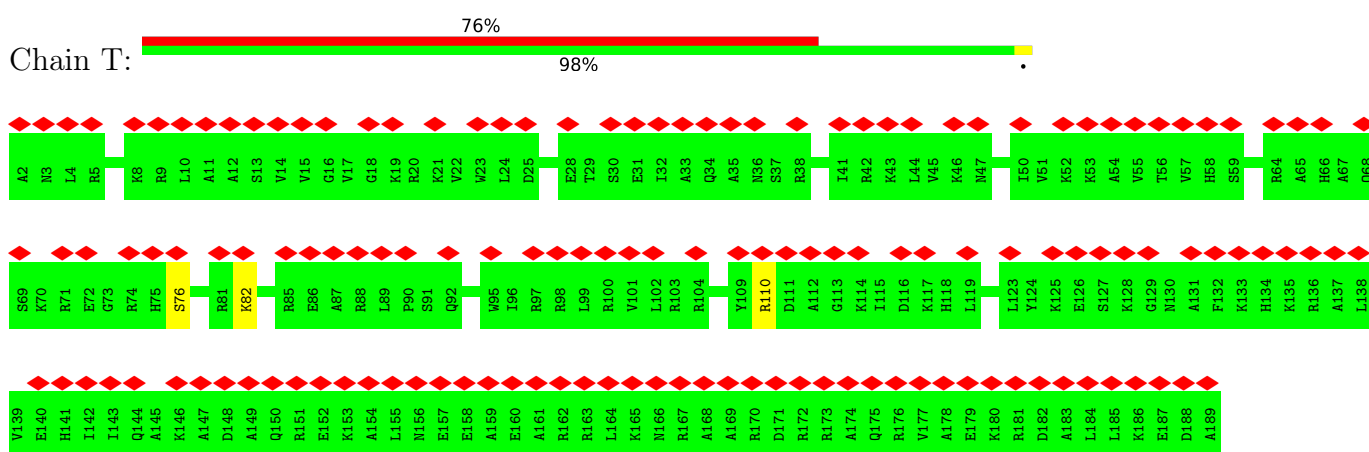 76%
Chain T:
98%
.
A2 N3 L4 R5 K8 R9 L10 A11 A12 S13 V14 V15 G16 V17 G18 K19 R20 K21 V22 W23 L24 D25 E28 T29 S30 E31 I32 A33 Q34 A35 N36 S37 R38 I41 R42 K43 L44 V45 K46 N47 I50 V51 K52 K53 A54 V55 T56 V57 H58 S59 R64 A65 H66 A67 Q68
S69 K70 R71 E72 G73 R74 H75 S76 R81 K82 R85 E86 A87 R88 L89 P90 S91 Q92 W95 I96 R97 R98 L99 R100 V101 L102 R103 R104 Y109 R110 D111 A112 G113 K114 I115 D116 K117 H118 L119 L123 Y124 K125 E126 S127 K128 G129 N130 A131 F132 K133 H134 K135 R136 A137 L138
V139 E140 H141 I142 I143 Q144 A145 K146 A147 D148 A149 Q150 R151 E152 K153 A154 L155 N156 E157 E158 A159 E160 A161 R162 R163 L164 K165 N166 R167 A168 A169 R170 D171 R172 R173 A174 Q175 R176 V177 A178 E179 K180 R181 D182 A183 L184 L185 K186 E187 D188 A189